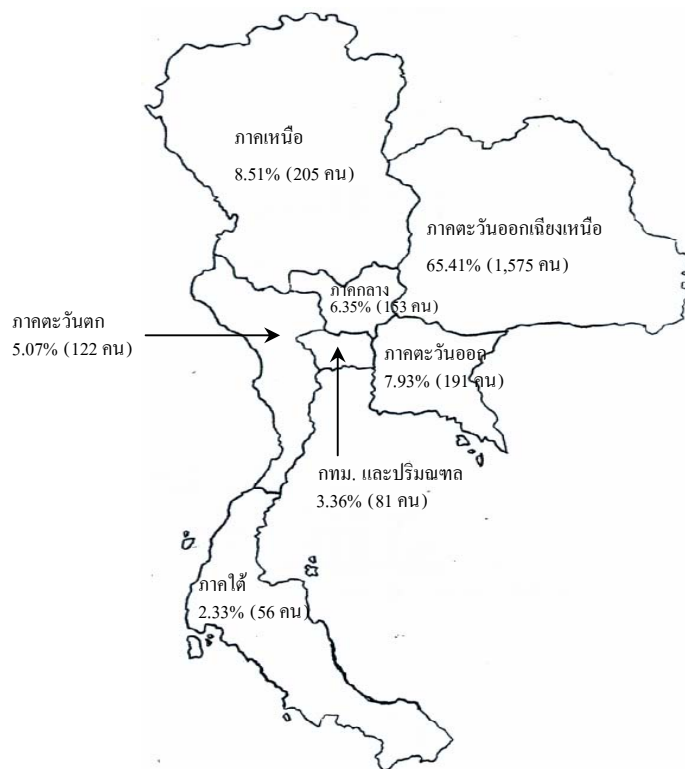 ภาคเหนือ
8.51% (205 คน)
ภาคตะวันออกเฉียงเหนือ
65.41% (1,575 คน)
ภาคกลาง
6.35% (153 คน)
ภาคตะวันตก
5.07% (122 คน)
ภาคตะวันออก
7.93% (191 คน)
กทม. และปริมณฑล
3.36% (81 คน)
ภาคใต้
2.33% (56 คน)